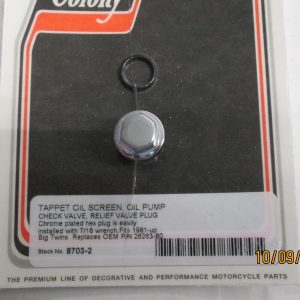 Colony
TAPPET OIL SCREEN, OIL PUMP
CHECK VALVE, RELIEF VALVE PLUG
Chrome plated hex plug is easily
installed with 7/16 wrench. Fits 1981-up
Big Twins. Replaces OEM P/N 26263-80
Stock No. 8703-2
THE PREMIUM LINE OF DECORATIVE AND PERFORMANCE MOTORCYCLE PARTS
10/09/